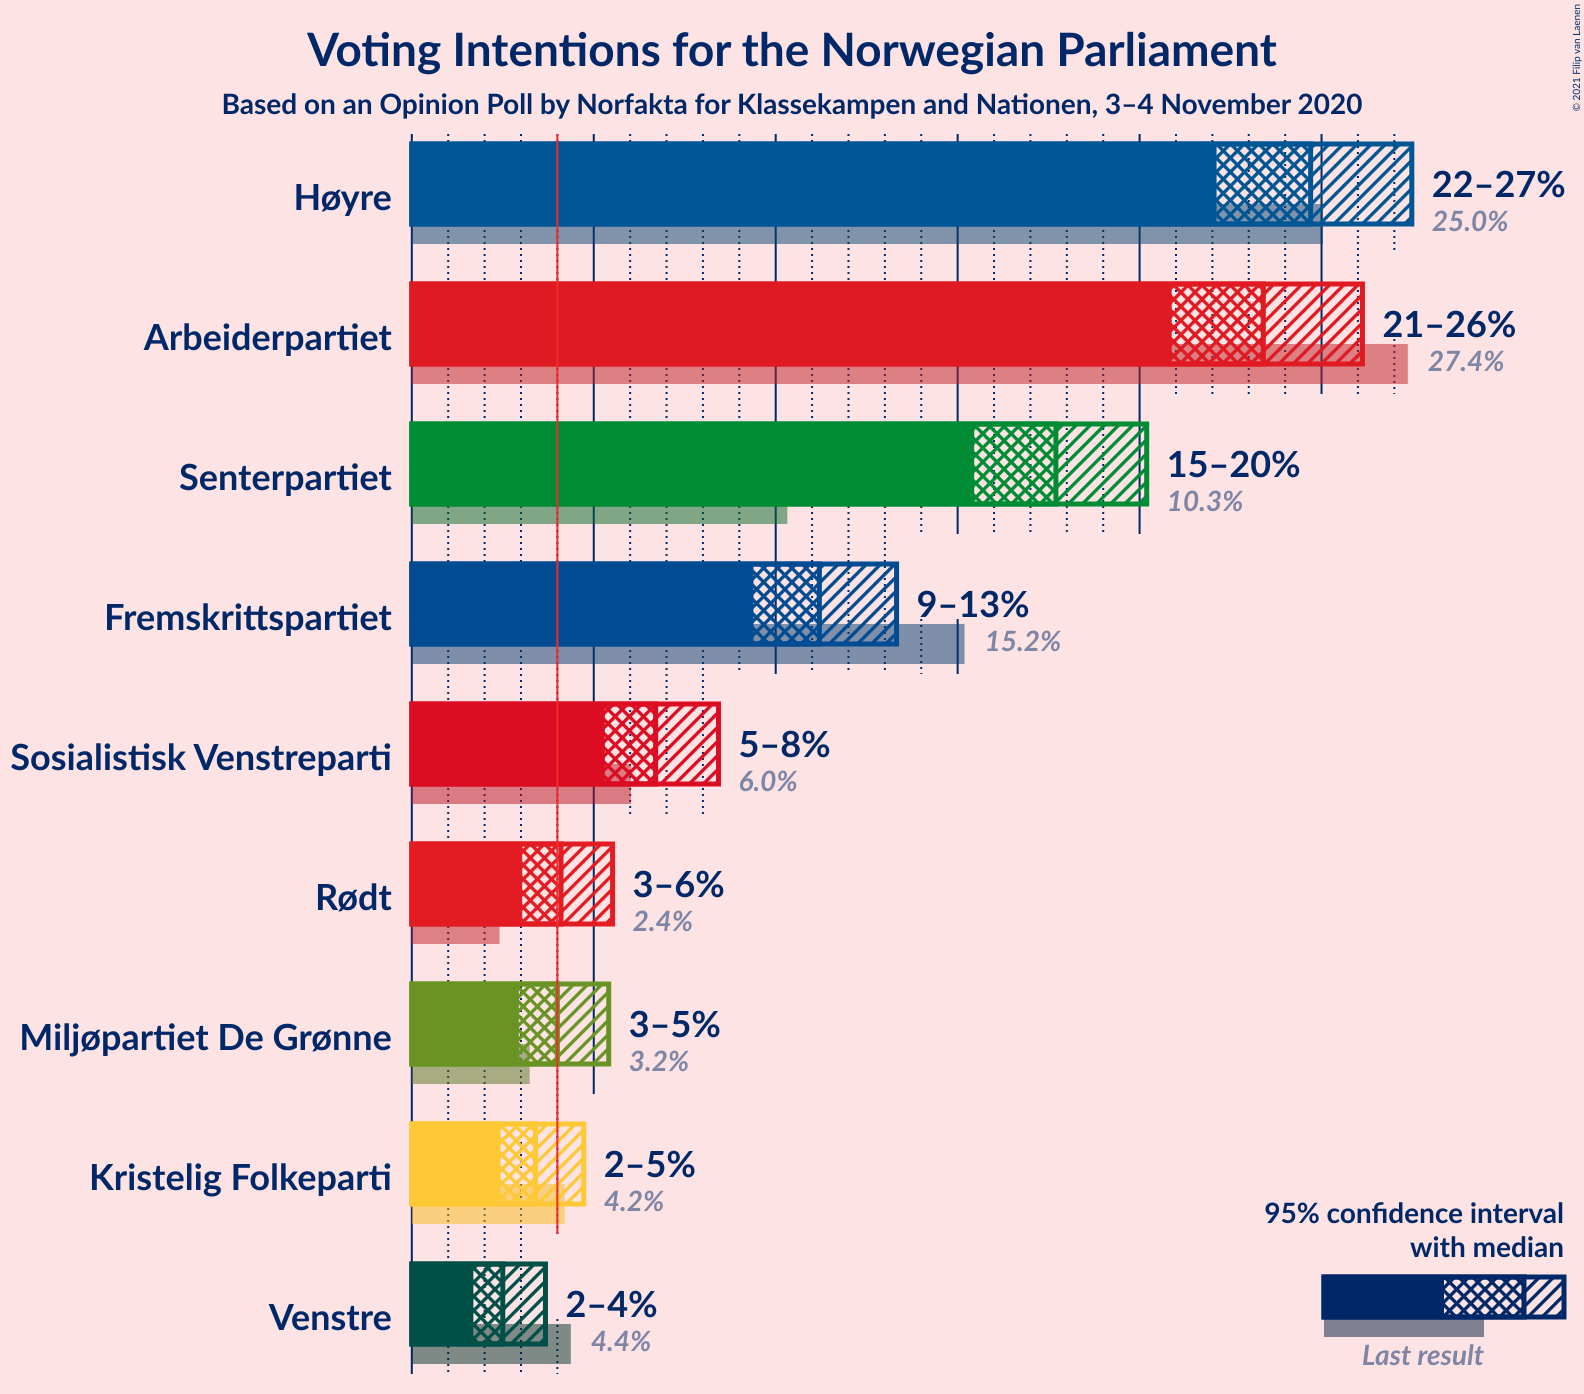 Voting Intentions for the Norwegian Parliament
Based on an Opinion Poll by Norfakta for Klassekampen and Nationen, 3–4 November 2020
© 2021 Filip van Laenen
Høyre
22–27%
25.0%
Arbeiderpartiet
21–26%
27.4%
Senterpartiet
15–20%
10.3%
Fremskrittspartiet
9–13%
15.2%
Sosialistisk Venstreparti
5–8%
6.0%
Rødt
3–6%
2.4%
Miljøpartiet De Grønne
3–5%
3.2%
Kristelig Folkeparti
2–5%
4.2%
Venstre
2–4%
4.4%
95% confidence interval
with median
Last result